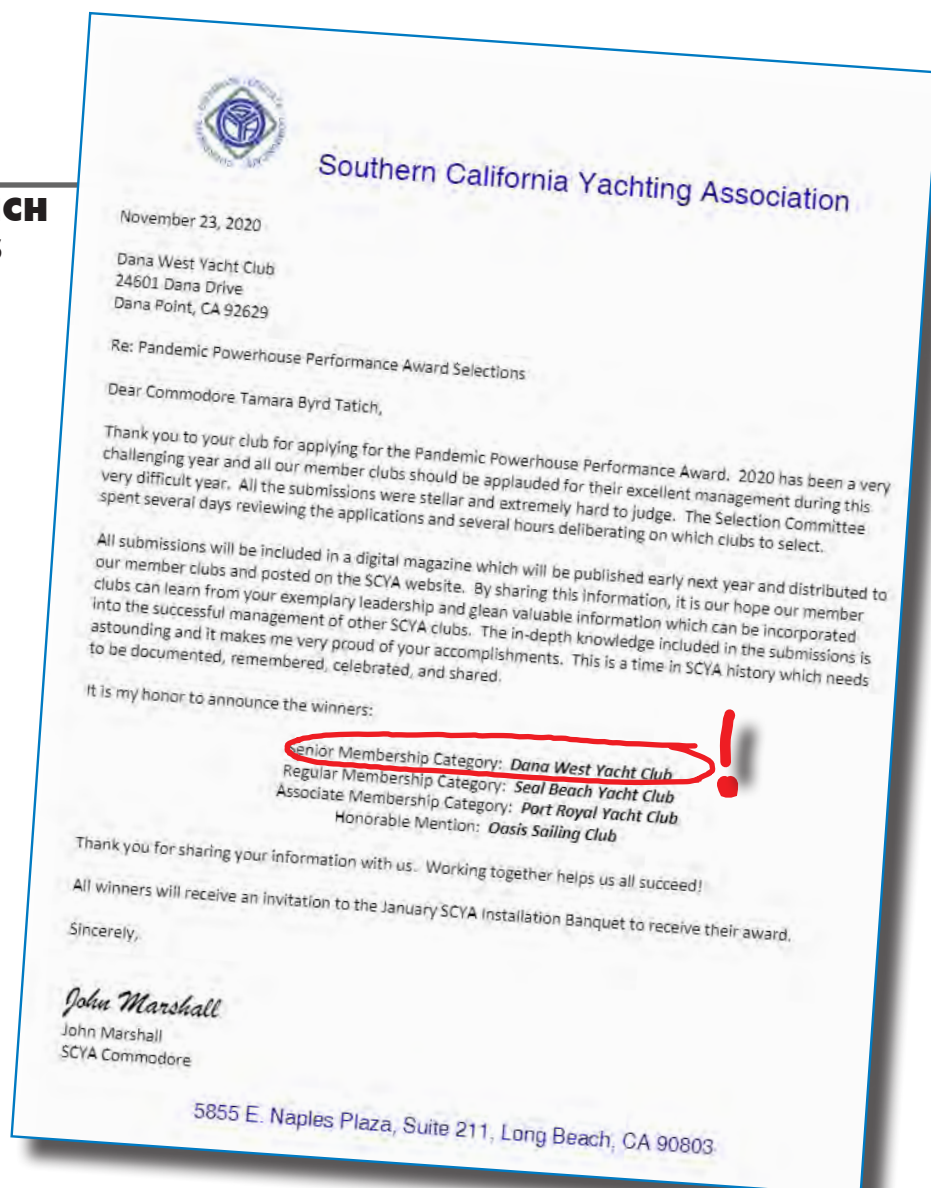 CH
S
Southern California Yachting Association
November 23, 2020
Dana West Yacht Club
24601 Dana Drive
Dana Point, CA 92629
Re: Pandemic Powerhouse Performance Award Selections
Dear Commodore Tamara Byrd Tatich,
Thank you to your club for applying for the Pandemic Powerhouse Performance Award. 2020 has been a very
challenging year and all our member clubs should be applauded for their excellent management during this
very difficult year. All the submissions were stellar and extremely hard to judge. The Selection Committee
spent several days reviewing the applications and several hours deliberating on which clubs to select.
All submissions will be included in a digital magazine which will be published early next year and distributed to
our member clubs and posted on the SCYA website. By sharing this information, it is our hope our member
clubs can learn from your exemplary leadership and glean valuable information which can be incorporated
into the successful management of other SCYA clubs. The in-depth knowledge included in the submissions is
astounding and it makes me very proud of your accomplishments. This is a time in SCYA history which needs
to be documented, remembered, celebrated, and shared.
It is my honor to announce the winners:
Senior Membership Category: Dana West Yacht Club
!
Regular Membership Category: Seal Beach Yacht Club
Associate Membership Category: Port Royal Yacht Club
Honorable Mention: Oasis Sailing Club
Thank you for sharing your information with us. Working together helps us all succeed!
All winners will receive an invitation to the January SCYA Installation Banquet to receive their award.
Sincerely,
John Marshall
John Marshall
SCYA Commodore
5855 E. Naples Plaza, Suite 211, Long Beach, CA 90803